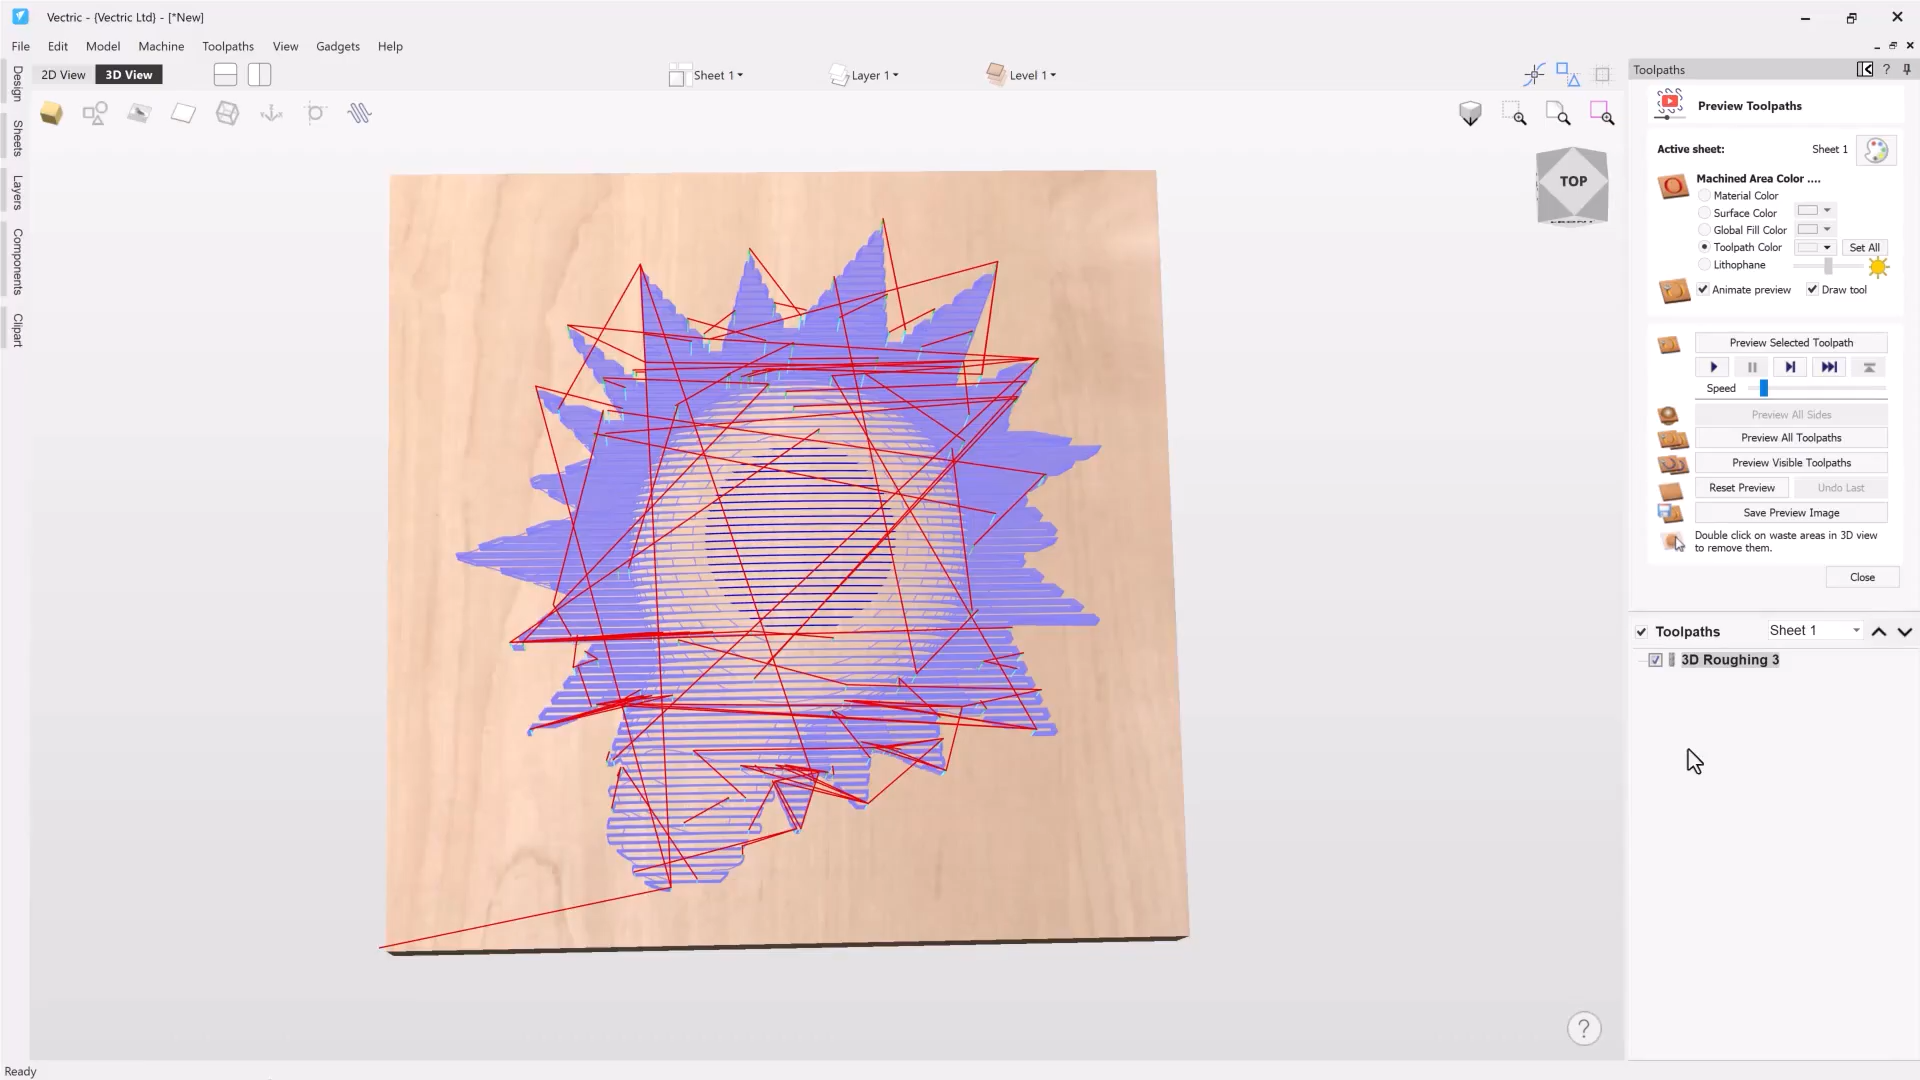 Vectric - {Vectric Ltd} - [*New]
File Edit Model Machine Toolpaths View Gadgets Help
2D View 3D View Sheet 1 Layer 1 Level 1
Design
Sheets
Layers
Components
Clipart
TOP
Toolpaths
Preview Toolpaths
Active sheet: Sheet 1
Machined Area Color ....
Material Color
Surface Color
Global Fill Color
Toolpath Color Set All
Lithophane
Animate preview Draw tool
Preview Selected Toolpath
Speed
Preview All Sides
Preview All Toolpaths
Preview Visible Toolpaths
Reset Preview Undo Last
Save Preview Image
Double click on waste areas in 3D view
to remove them.
Close
Toolpaths Sheet 1
3D Roughing 3
?
Ready